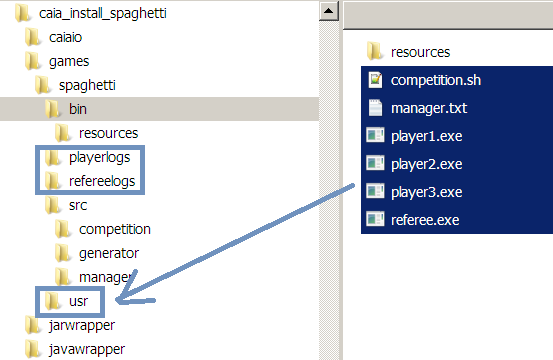 caia_install_spaghetti
caiaio
games
spaghetti
bin
resources
playerlogs
refereelogs
src
competition
generator
manager
usr
jarwrapper
javawrapper
resources
competition.sh
manager.txt
player1.exe
player2.exe
player3.exe
referee.exe